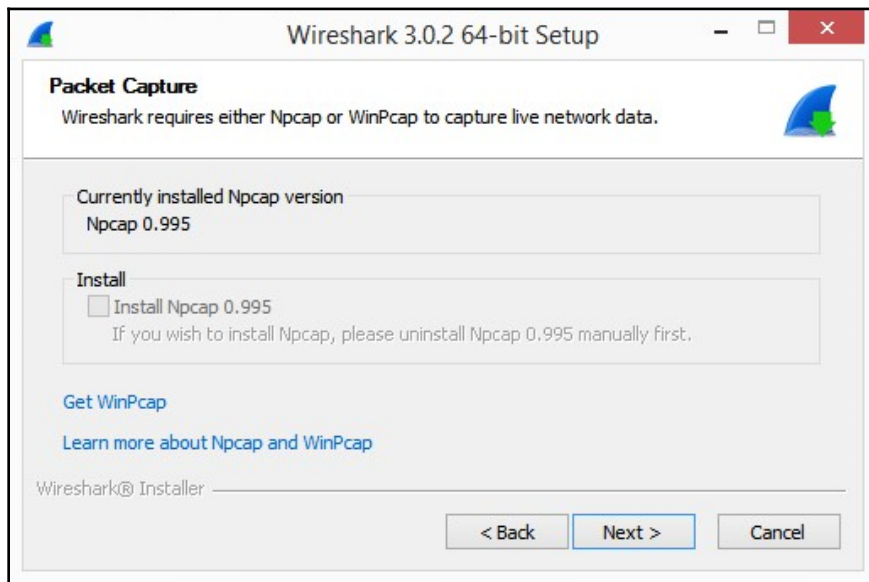 Wireshark 3.0.2 64-bit Setup
Packet Capture
Wireshark requires either Npcap or WinPcap to capture live network data.
Currently installed Npcap version
Npcap 0.995
Install
Install Npcap 0.995
If you wish to install Npcap, please uninstall Npcap 0.995 manually first.
Get WinPcap
Learn more about Npcap and WinPcap
Wireshark® Installer
< Back Next > Cancel